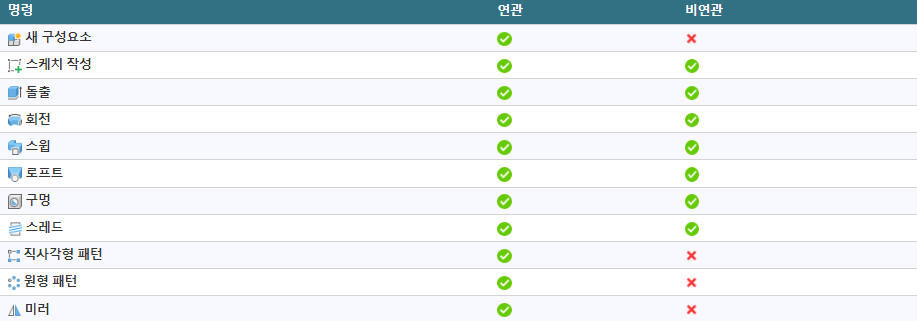 명령 연관 비연관
새 구성요소
스케치 작성
돌출
회전
스윕
로프트
구멍
스레드
직사각형 패턴
원형 패턴
미러